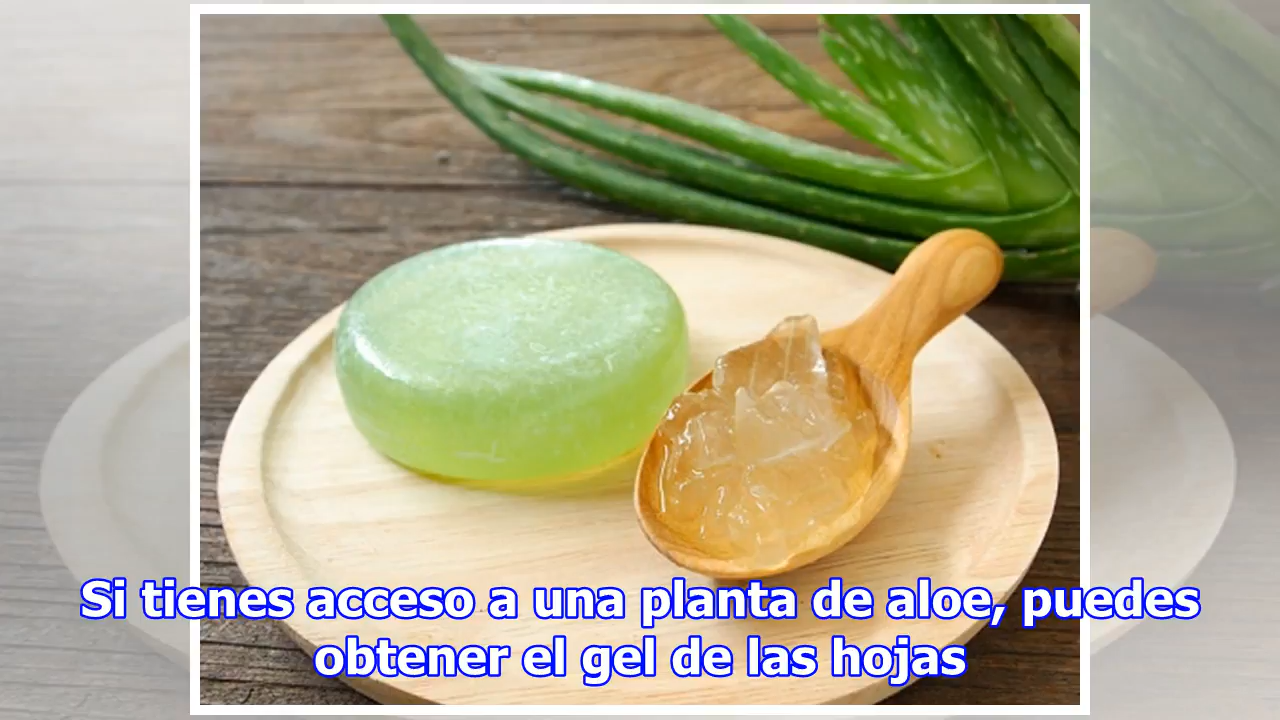 Si tienes acceso a una planta de aloe, puedes
obtener el gel de las hojas